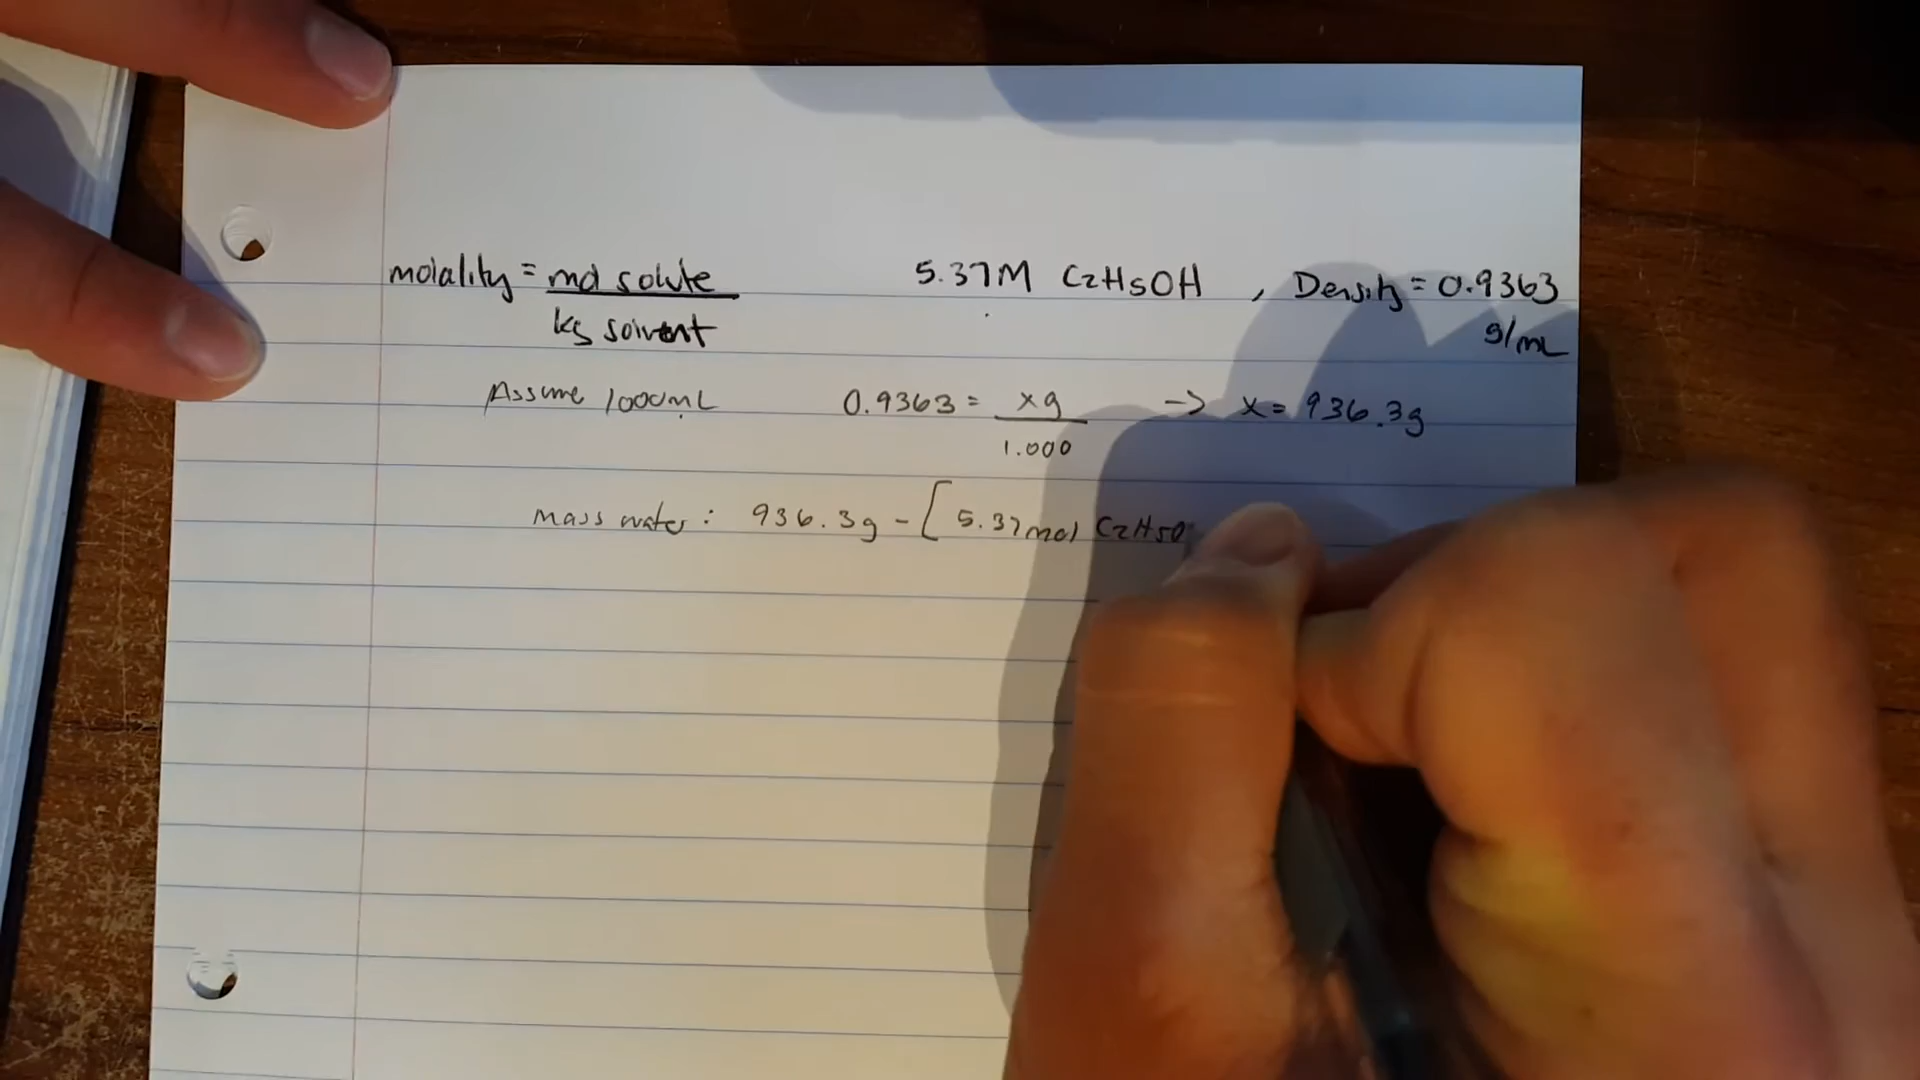 molality = mol solute 5.37M C2H5OH , Density = 0.9363
kg solvent g/mL
Assume 1000mL 0.9363 = xg -> x = 936.3g
1.000
Mass water : 936.3g - [ 5.37mol C2H5O